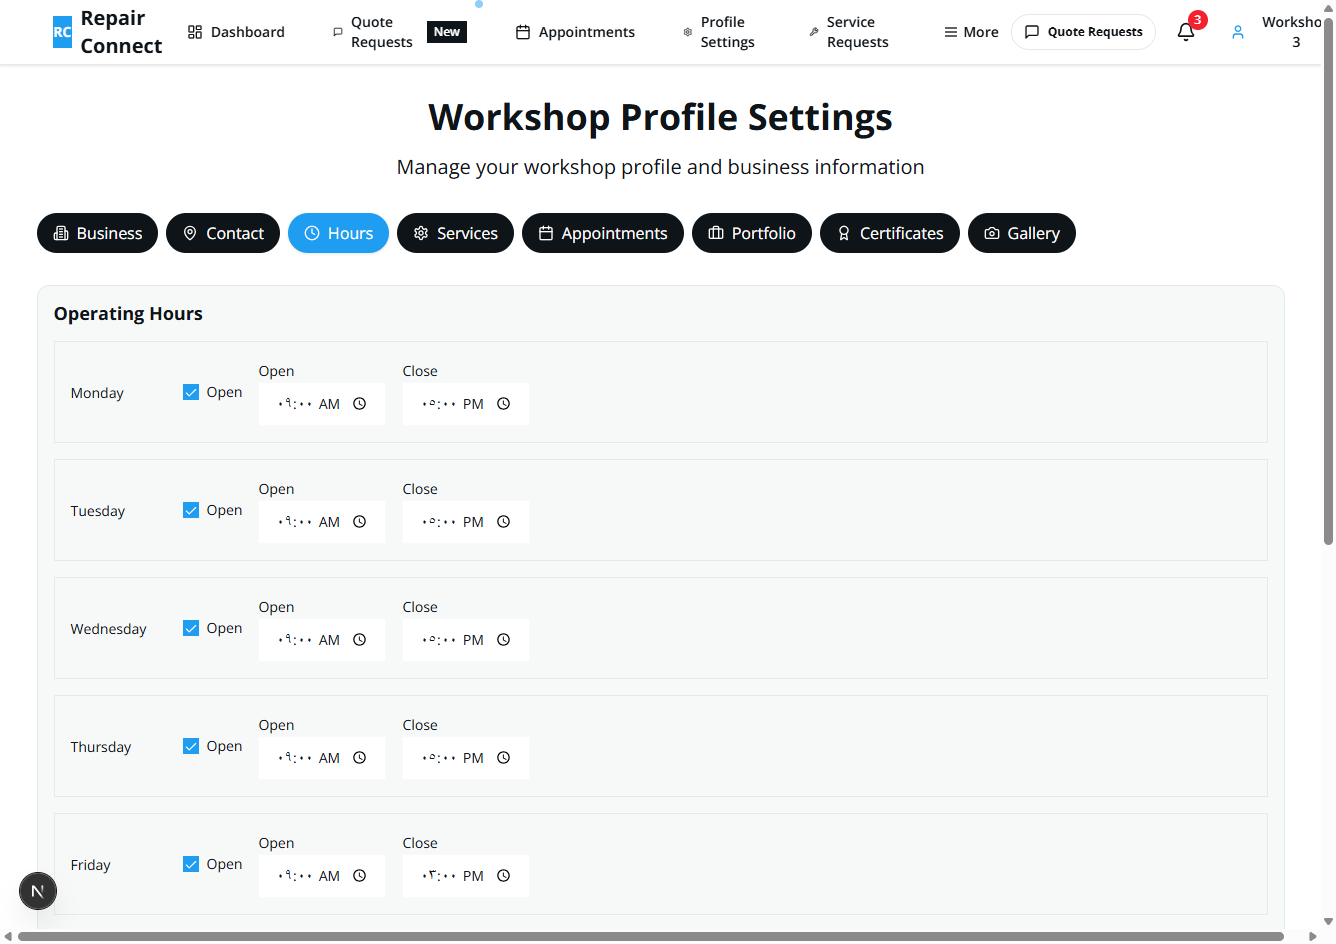 RC
Repair
Connect
Dashboard
Quote
Requests
New
Appointments
Profile
Settings
Service
Requests
More
Quote Requests
3
Worksho
3
Workshop Profile Settings
Manage your workshop profile and business information
Business
Contact
Hours
Services
Appointments
Portfolio
Certificates
Gallery
Operating Hours
Monday
Open
Open
٠٩:٠٠ AM
Close
٠٥:٠٠ PM
Tuesday
Open
Open
٠٩:٠٠ AM
Close
٠٥:٠٠ PM
Wednesday
Open
Open
٠٩:٠٠ AM
Close
٠٥:٠٠ PM
Thursday
Open
Open
٠٩:٠٠ AM
Close
٠٥:٠٠ PM
Friday
Open
Open
٠٩:٠٠ AM
Close
٠٣:٠٠ PM
N